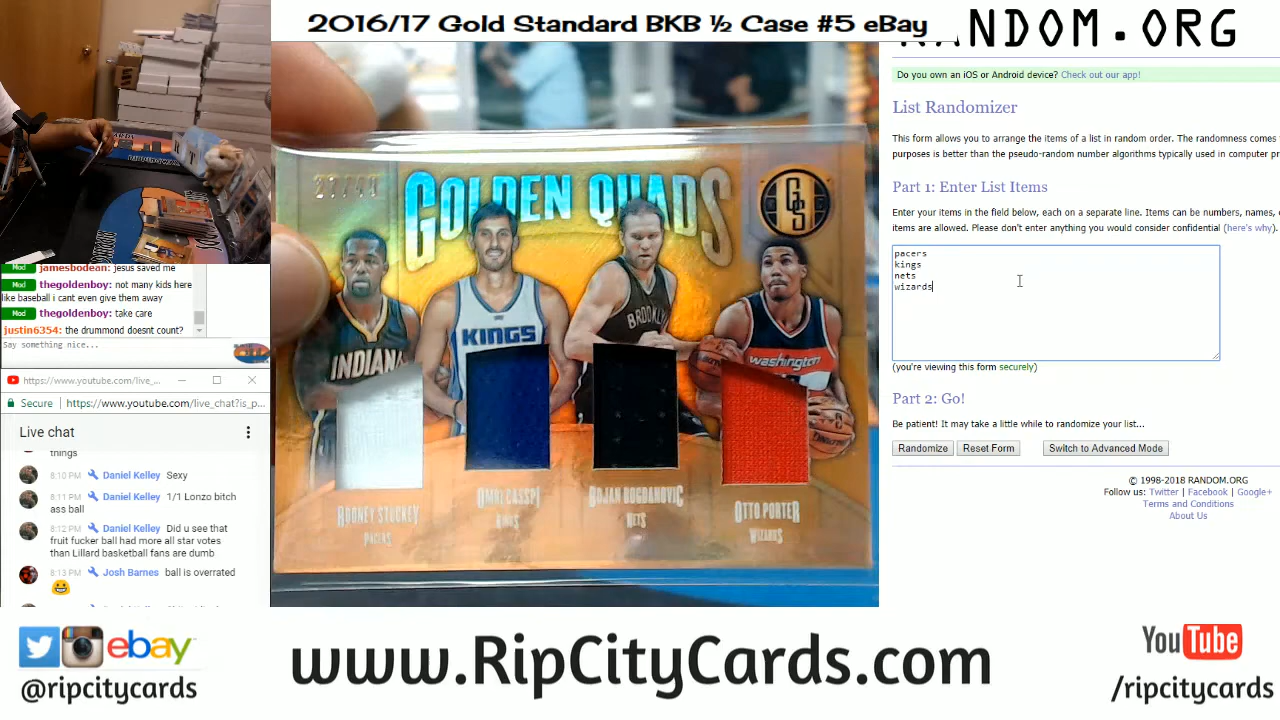 2016/17 Gold Standard BKB ½ Case #5 eBay
NDOM.ORG
Do you own an iOS or Android device? Check out our app!
List Randomizer
This form allows you to arrange the items of a list in random order. The randomness comes
purposes is better than the pseudo-random number algorithms typically used in computer pr
Part 1: Enter List Items
Enter your items in the field below, each on a separate line. Items can be numbers, names,
items are allowed. Please don't enter anything you would consider confidential (here's why).
pacers
kings
nets
wizards
(you're viewing this form securely)
Part 2: Go!
Be patient! It may take a little while to randomize your list...
Randomize Reset Form Switch to Advanced Mode
© 1998-2018 RANDOM.ORG
Follow us: Twitter | Facebook | Google+
Terms and Conditions
About Us
GOLDEN QUADS
GS
INDIANA
KINGS
BROOKLYN
washington
RODNEY STUCKEY
PACERS
OMRI CASSPI
KINGS
BOJAN BOGDANOVIC
NETS
OTTO PORTER
WIZARDS
Mod jamesbodean: jesus saved me
Mod thegoldenboy: not many kids here
like baseball i cant even give them away
Mod thegoldenboy: take care
justin6354: the drummond doesnt count?
Say something nice...
https://www.youtube.com/live_...
Secure https://www.youtube.com/live_chat?is_p...
Live chat
things
8:10 PM Daniel Kelley Sexy
8:11 PM Daniel Kelley 1/1 Lonzo bitch
ass ball
8:12 PM Daniel Kelley Did u see that
fruit fucker ball had more all star votes
than Lillard basketball fans are dumb
8:13 PM Josh Barnes ball is overrated
ebay
@ripcitycards
www.RipCityCards.com
YouTube
/ripcitycards